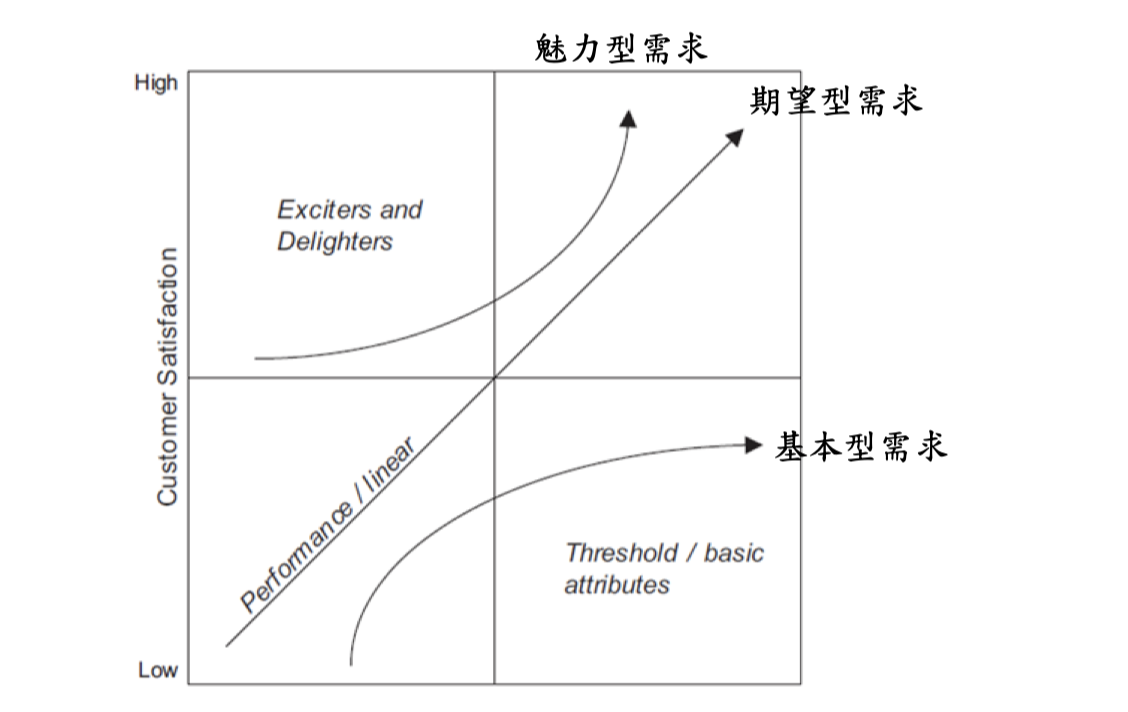 魅力型需求
High
期望型需求
Exciters and
Delighters
Customer Satisfaction
基本型需求
Performance / linear
Threshold / basic
attributes
Low